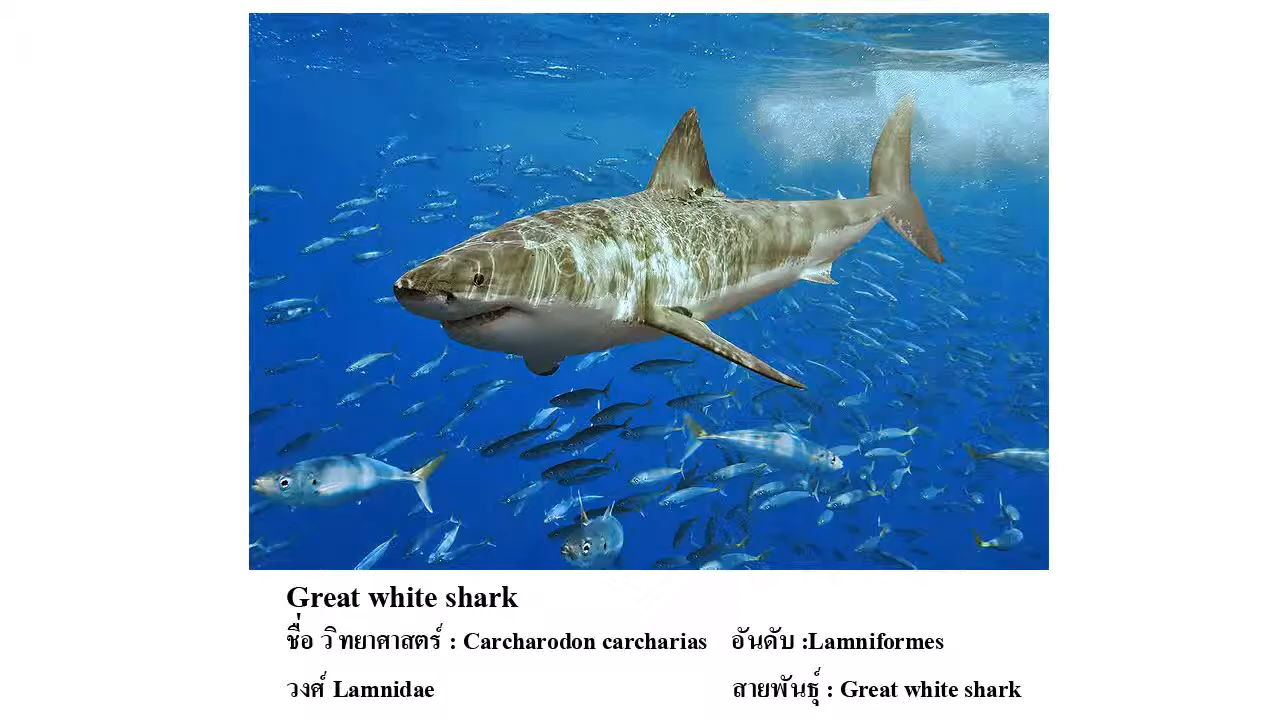 Great white shark
ชื่อ วิทยาศาสตร์ : Carcharodon carcharias อันดับ :Lamniformes
วงศ์ Lamnidae สายพันธุ์ : Great white shark